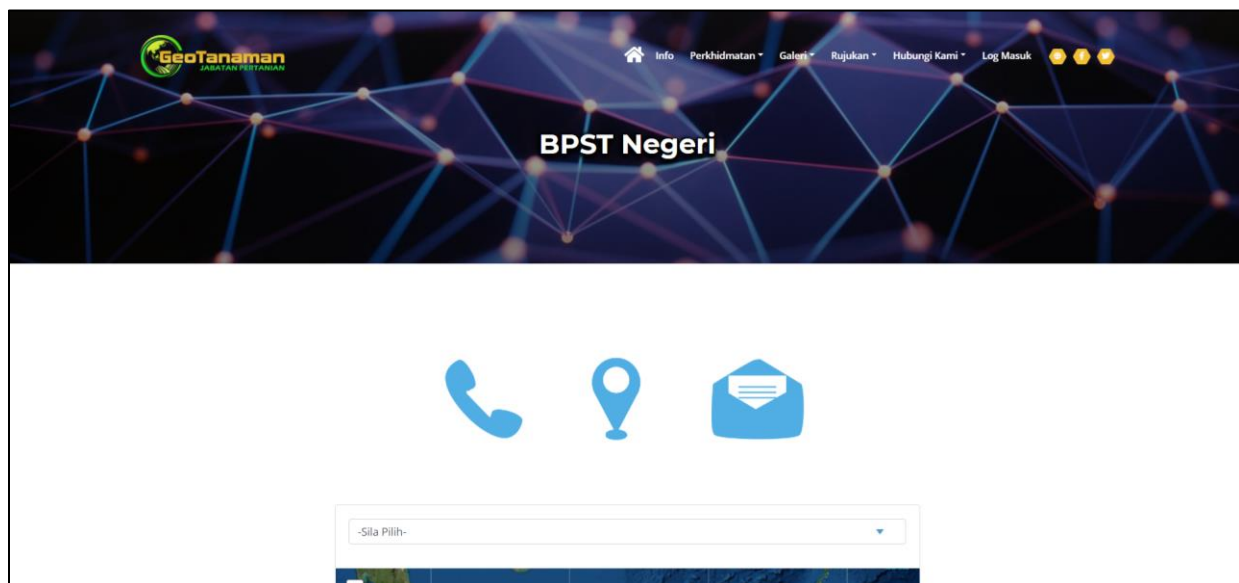 GeoTanaman
JABATAN PERTANIAN
Info Perkhidmatan Galeri Rujukan Hubungi Kami Log Masuk
BPST Negeri
-Sila Pilih-